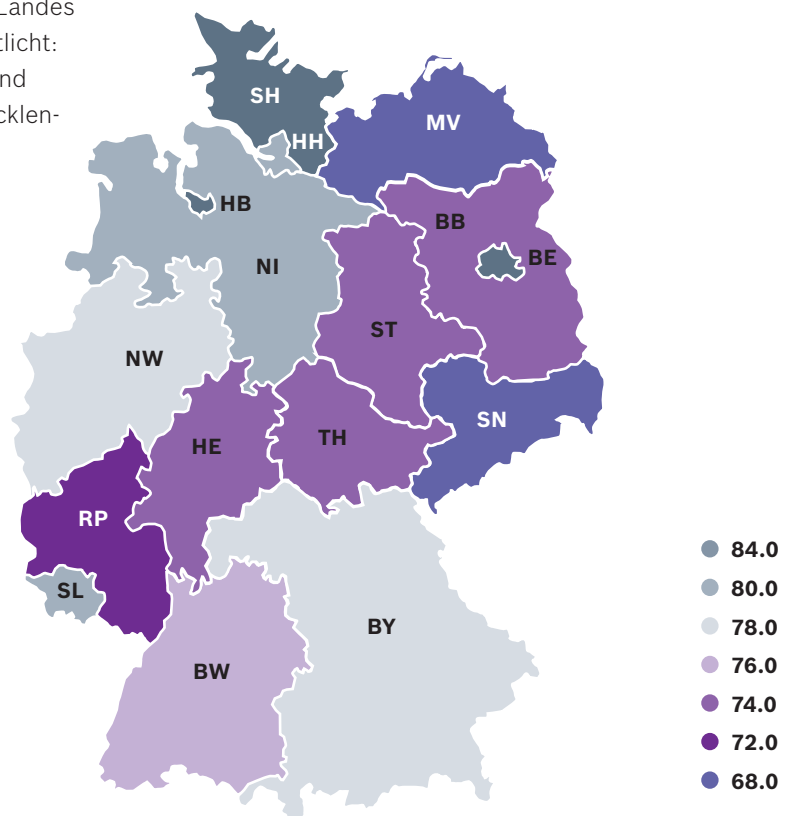 Landes
tlicht:
nd
cklen-
SH
HH
MV
HB
BB
BE
NI
ST
NW
SN
TH
HE
RP
SL
BY
BW
84.0
80.0
78.0
76.0
74.0
72.0
68.0